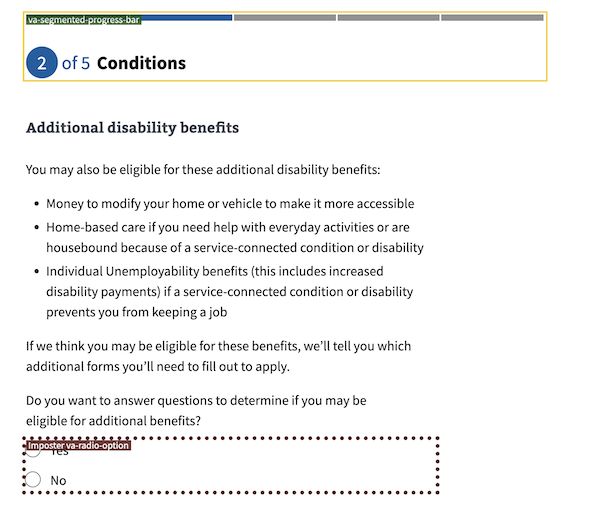 va-segmented-progress-bar
2 of 5 Conditions
Additional disability benefits
You may also be eligible for these additional disability benefits:
• Money to modify your home or vehicle to make it more accessible
• Home-based care if you need help with everyday activities or are
housebound because of a service-connected condition or disability
• Individual Unemployability benefits (this includes increased
disability payments) if a service-connected condition or disability
prevents you from keeping a job
If we think you may be eligible for these benefits, we’ll tell you which
additional forms you’ll need to fill out to apply.
Do you want to answer questions to determine if you may be
eligible for additional benefits?
Imposter va-radio-option
Yes
No